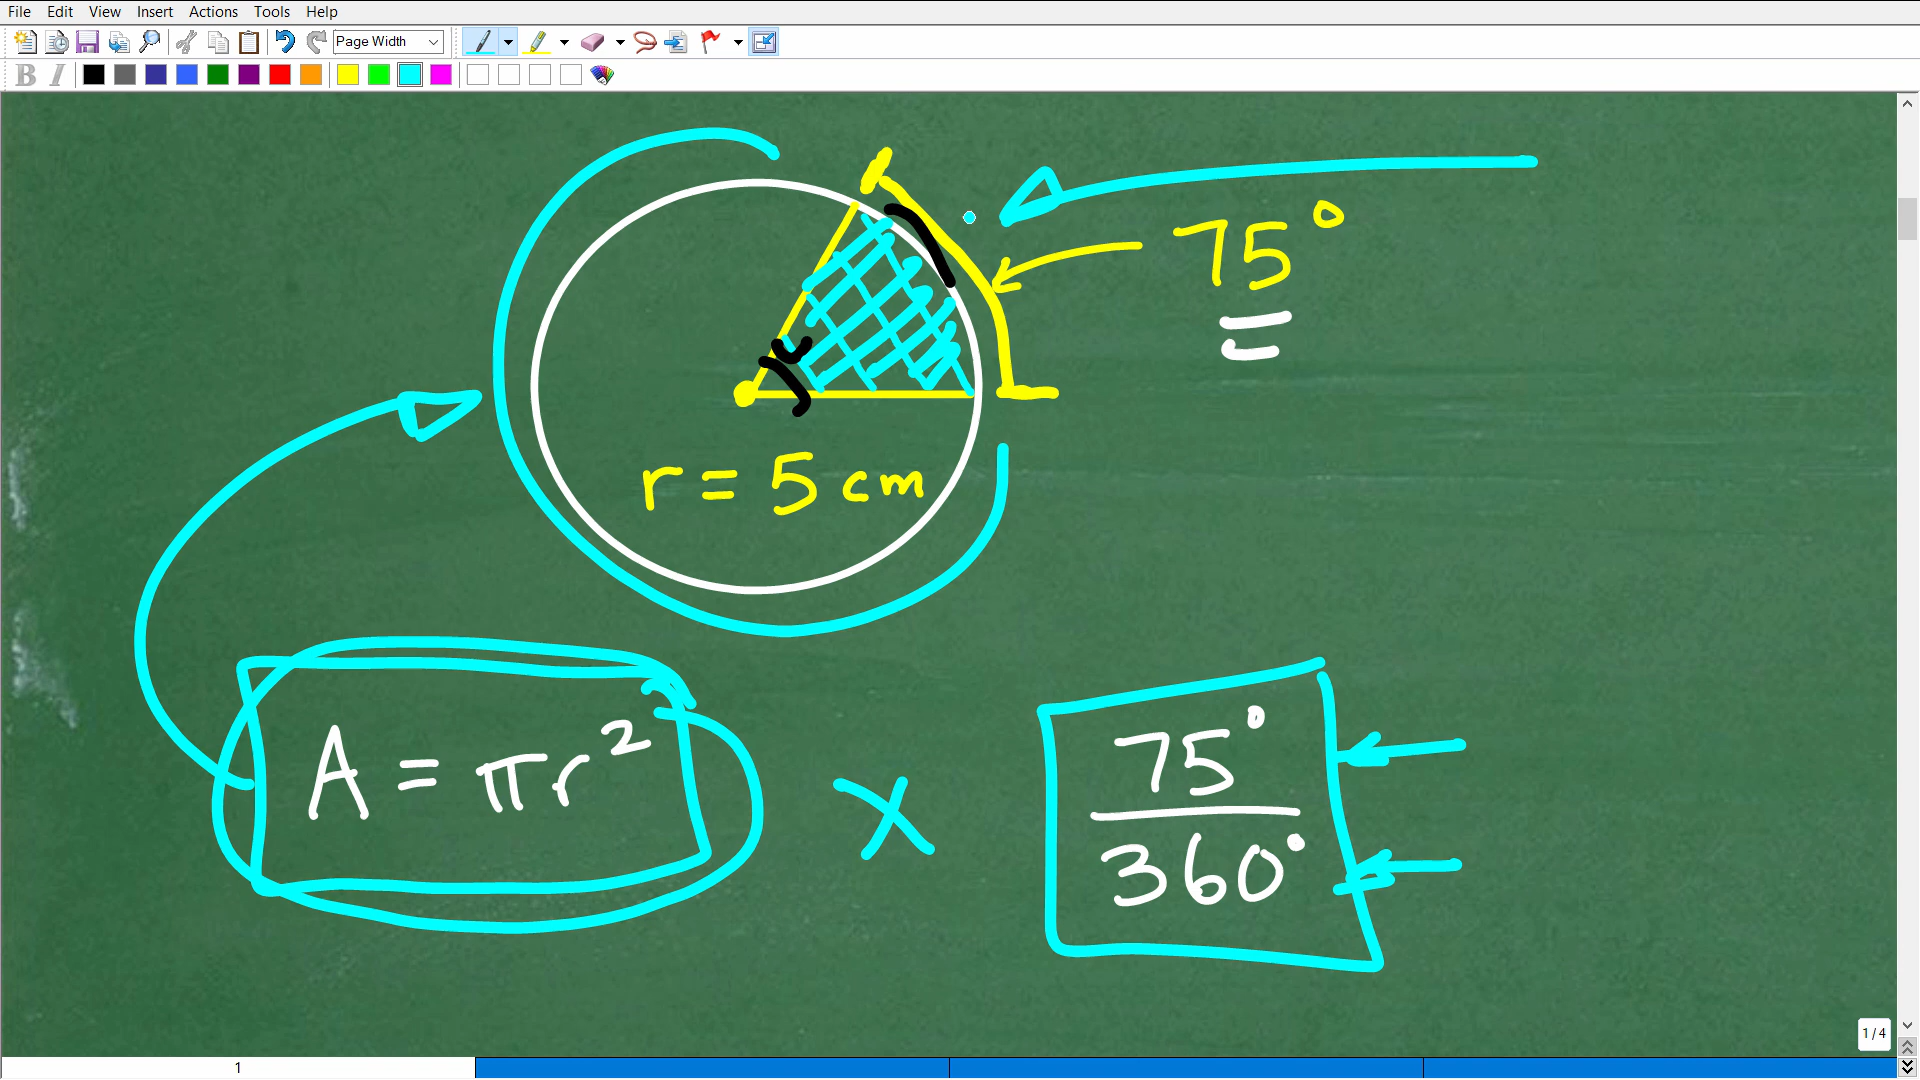 File Edit View Insert Actions Tools Help
Page Width
B I
75°
r = 5 cm
A = πr² x 75°
360°
1 / 4
1